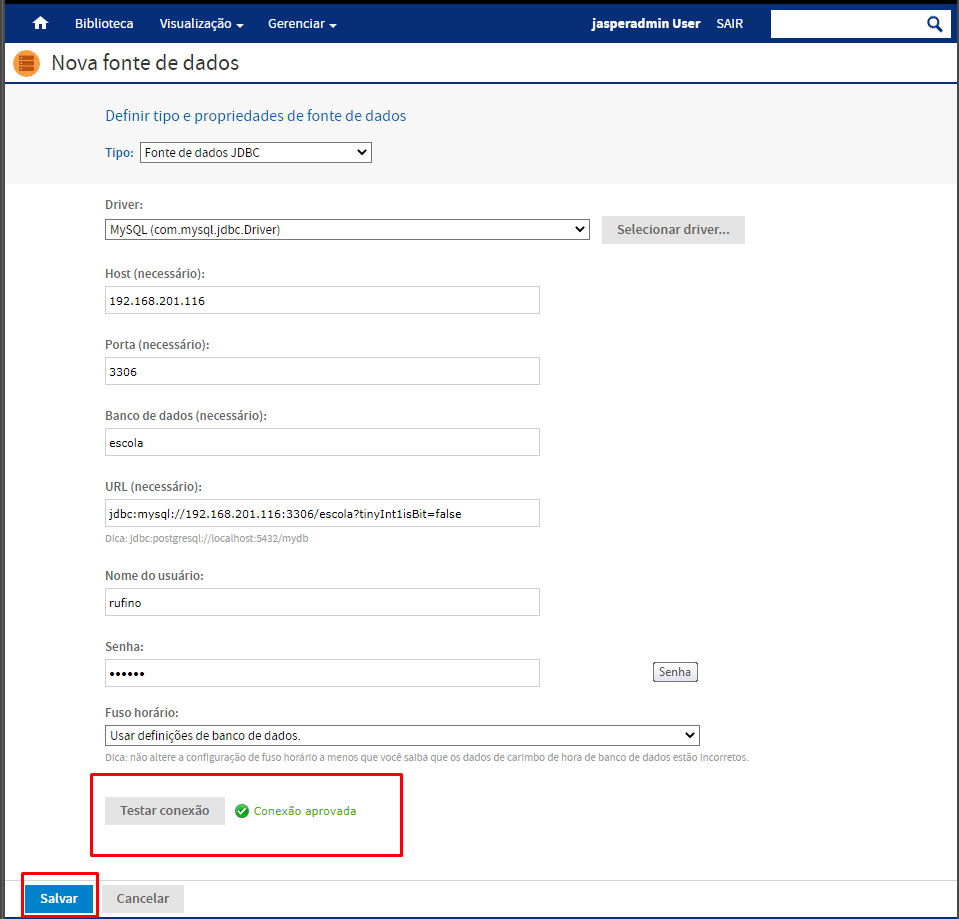 Biblioteca Visualização Gerenciar jasperadmin User SAIR
Nova fonte de dados
Definir tipo e propriedades de fonte de dados
Tipo: Fonte de dados JDBC
Driver:
MySQL (com.mysql.jdbc.Driver) Selecionar driver...
Host (necessário):
192.168.201.116
Porta (necessário):
3306
Banco de dados (necessário):
escola
URL (necessário):
jdbc:mysql://192.168.201.116:3306/escola?tinyInt1isBit=false
Dica: jdbc:postgresql://localhost:5432/mydb
Nome do usuário:
rufino
Senha:
•••••• Senha
Fuso horário:
Usar definições de banco de dados.
Dica: não altere a configuração de fuso horário a menos que você saiba que os dados de carimbo de hora de banco de dados estão incorretos.
Testar conexão Conexão aprovada
Salvar Cancelar